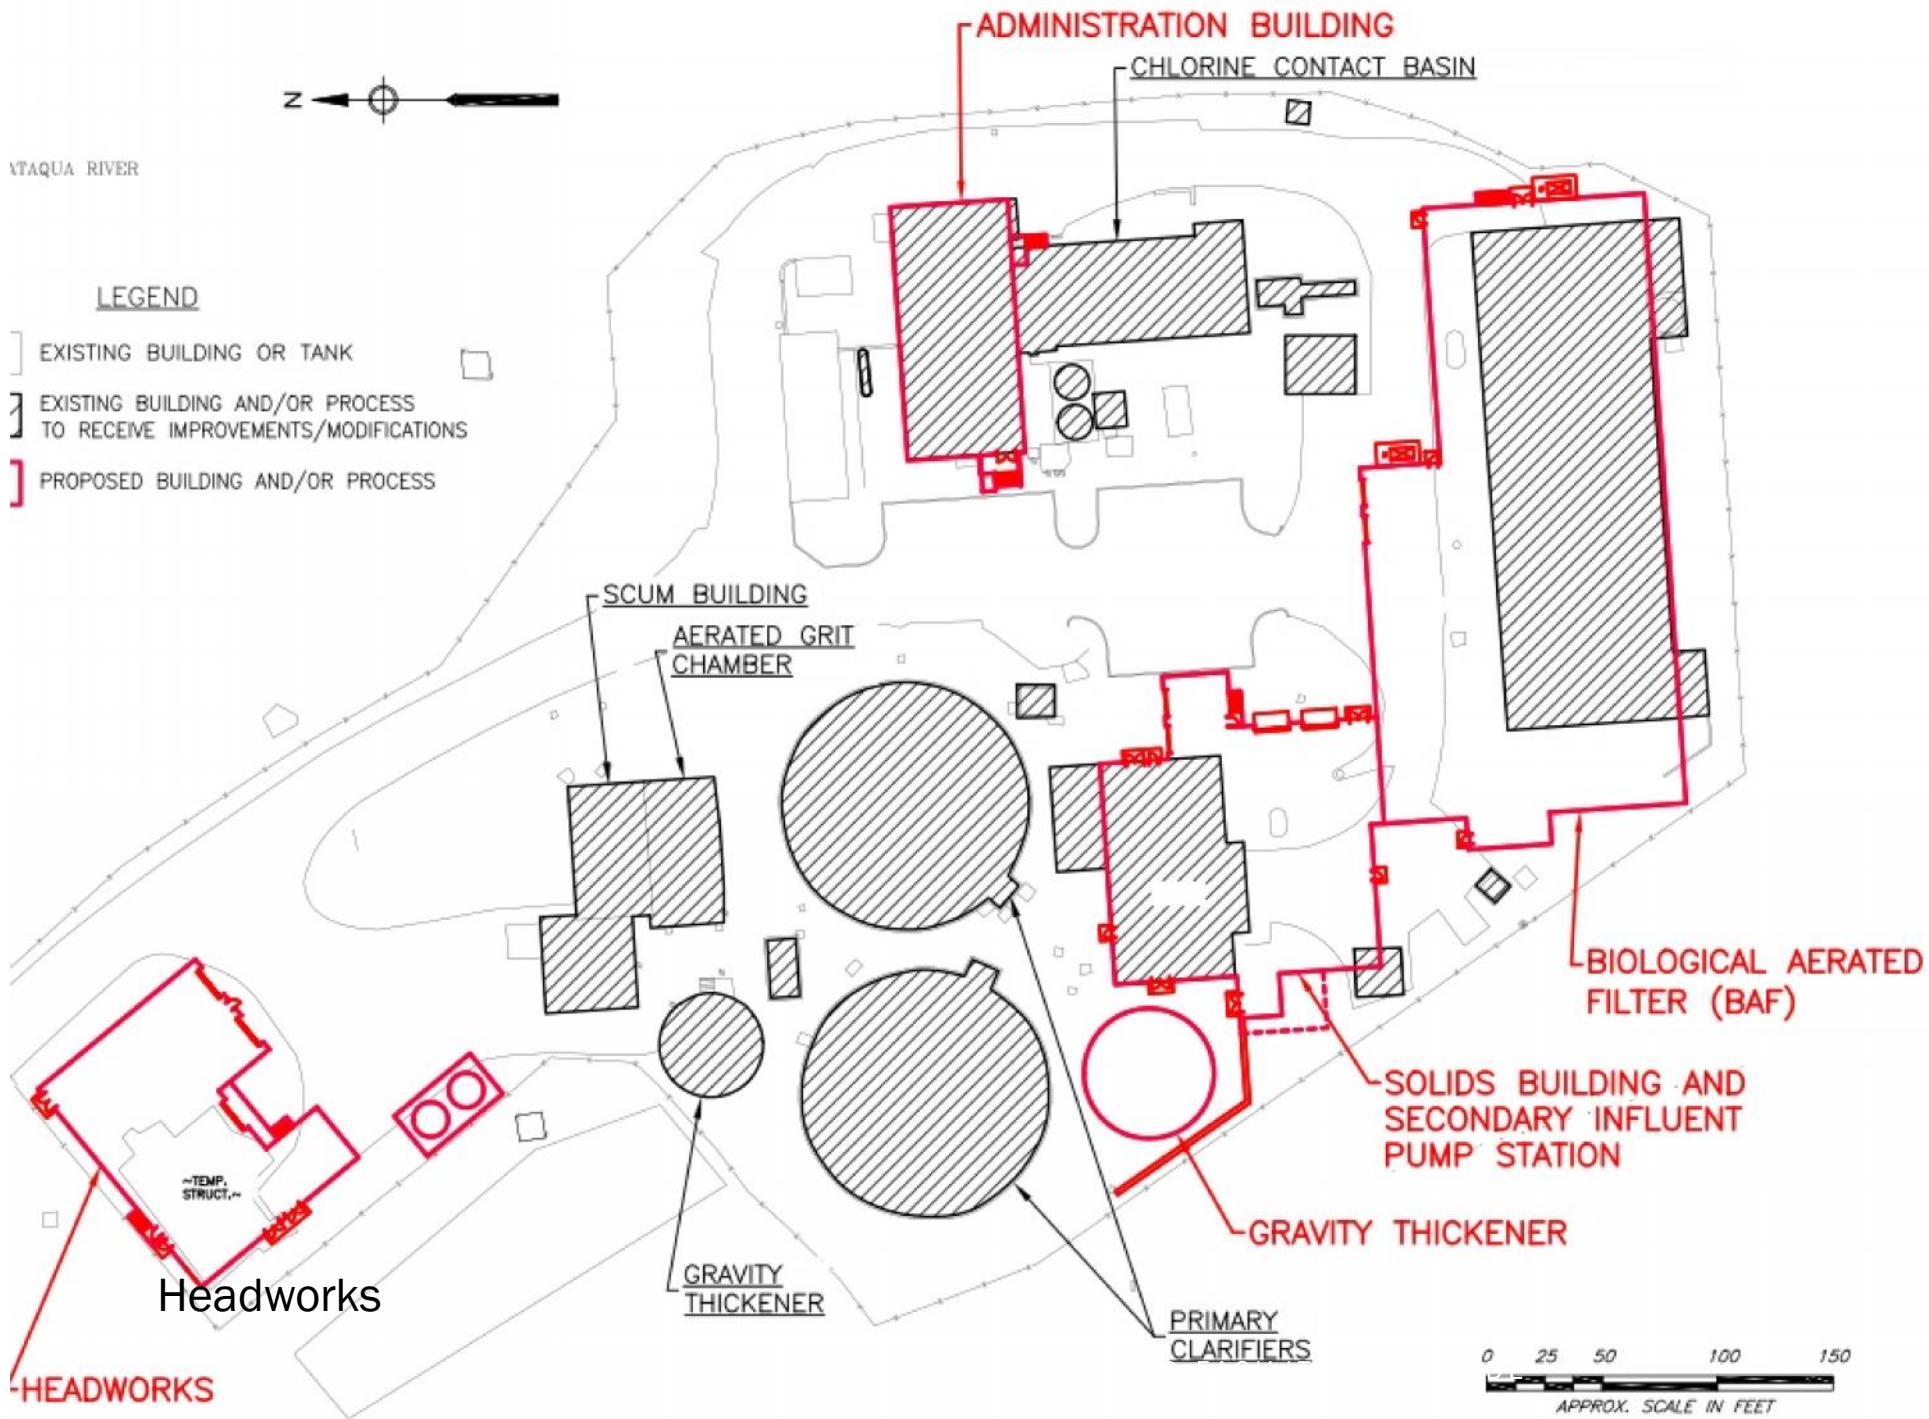 ADMINISTRATION BUILDING
CHLORINE CONTACT BASIN
N
ATAQUA RIVER
LEGEND
EXISTING BUILDING OR TANK
EXISTING BUILDING AND/OR PROCESS
TO RECEIVE IMPROVEMENTS/MODIFICATIONS
PROPOSED BUILDING AND/OR PROCESS
SCUM BUILDING
AERATED GRIT
CHAMBER
BIOLOGICAL AERATED
FILTER (BAF)
SOLIDS BUILDING AND
SECONDARY INFLUENT
PUMP STATION
~TEMP.
STRUCT.~
GRAVITY THICKENER
Headworks
GRAVITY
THICKENER
PRIMARY
CLARIFIERS
HEADWORKS
0 25 50 100 150
APPROX. SCALE IN FEET